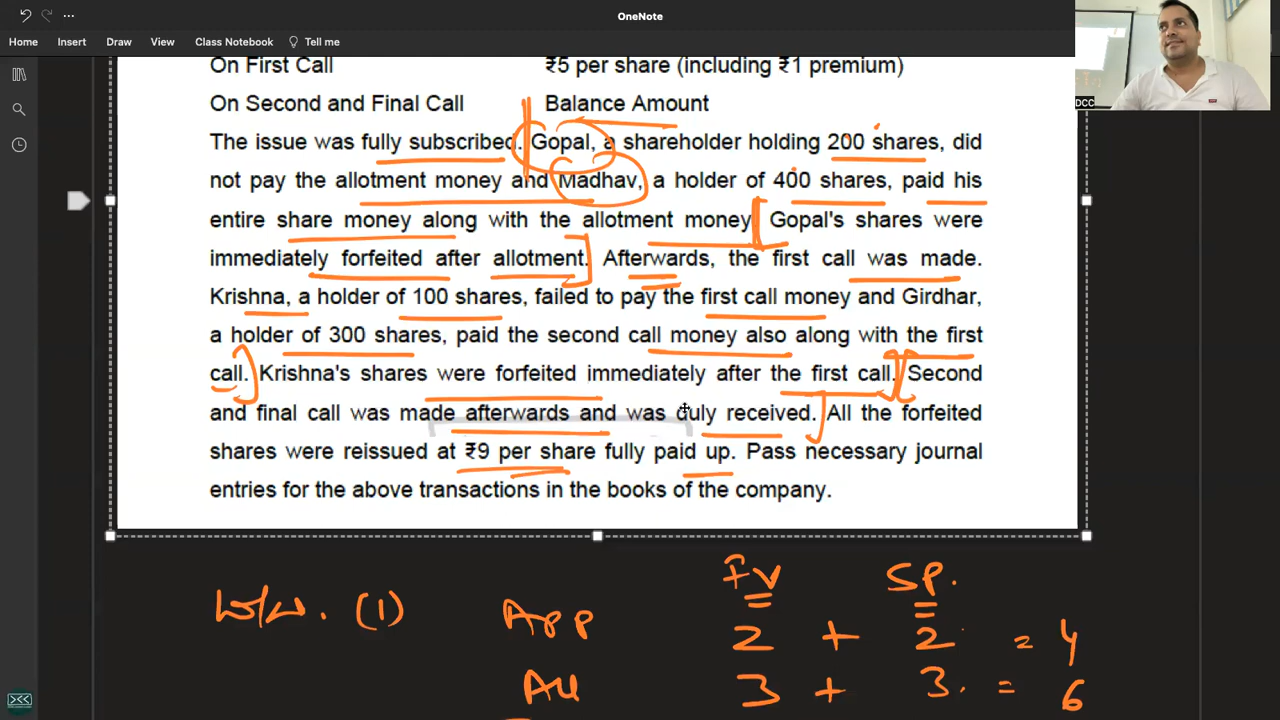 OneNote
Home Insert Draw View Class Notebook Tell me
DCC
On First Call ₹5 per share (including ₹1 premium)
On Second and Final Call Balance Amount
The issue was fully subscribed. Gopal, a shareholder holding 200 shares, did
not pay the allotment money and Madhav, a holder of 400 shares, paid his
entire share money along with the allotment money. Gopal's shares were
immediately forfeited after allotment. Afterwards, the first call was made.
Krishna, a holder of 100 shares, failed to pay the first call money and Girdhar,
a holder of 300 shares, paid the second call money also along with the first
call. Krishna's shares were forfeited immediately after the first call. Second
and final call was made afterwards and was duly received. All the forfeited
shares were reissued at ₹9 per share fully paid up. Pass necessary journal
entries for the above transactions in the books of the company.
FV SP.
W/W. (1) App 2 + 2 = 4
All 3 + 3 = 6